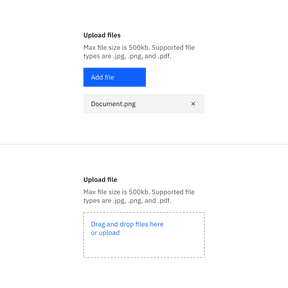 Upload files
Max file size is 500kb. Supported file
types are .jpg, .png, and .pdf.
Add file
Document.png
Upload file
Max file size is 500kb. Supported file
types are .jpg, .png, and .pdf.
Drag and drop files here
or upload